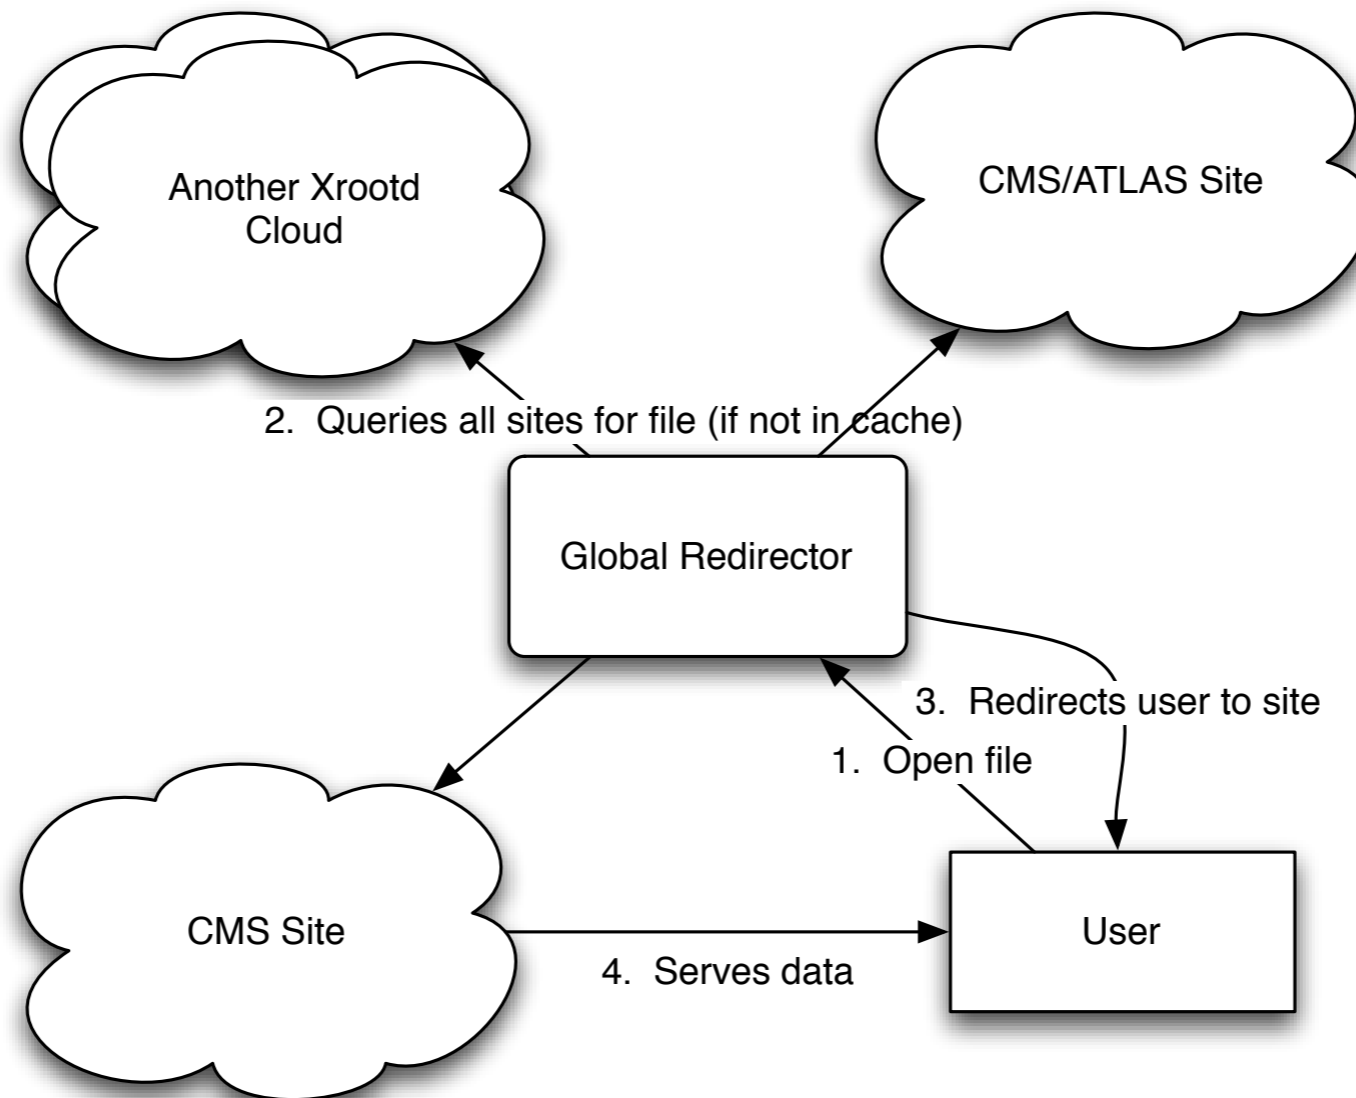 Another Xrootd
Cloud
CMS/ATLAS Site
2.  Queries all sites for file (if not in cache)
Global Redirector
3.  Redirects user to site
1.  Open file
CMS Site
User
4.  Serves data